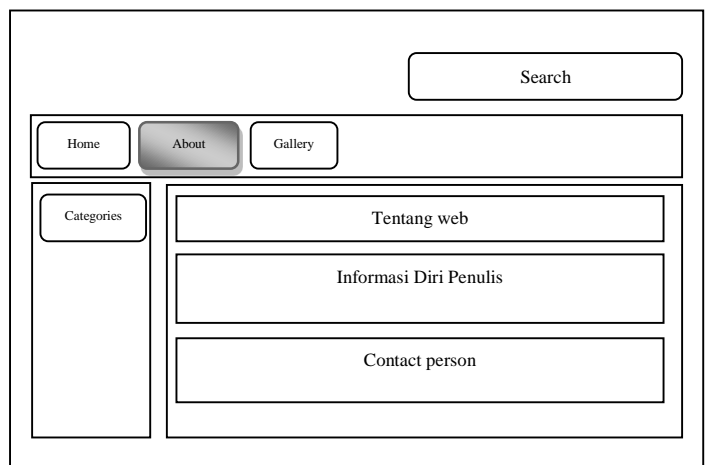 Search
Home
About
Gallery
Categories
Tentang web
Informasi Diri Penulis
Contact person